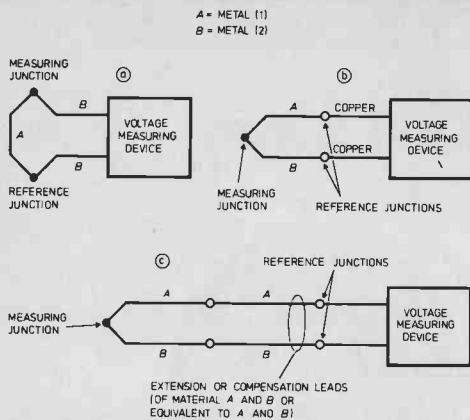 A = METAL (1)
B = METAL (2)
a
MEASURING
JUNCTION
B
A
B
VOLTAGE
MEASURING
DEVICE
REFERENCE
JUNCTION
b
A
COPPER
B
COPPER
VOLTAGE
MEASURING
DEVICE
MEASURING
JUNCTION
REFERENCE JUNCTIONS
c
REFERENCE
JUNCTIONS
A
A
MEASURING
JUNCTION
B
B
VOLTAGE
MEASURING
DEVICE
EXTENSION OR COMPENSATION LEADS
(OF MATERIAL A AND B OR
EQUIVALENT TO A AND B)